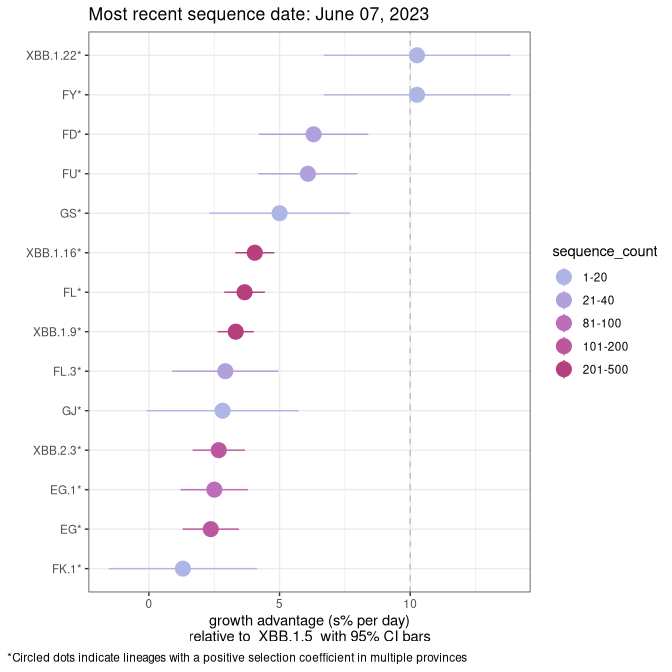 Most recent sequence date: June 07, 2023
XBB.1.22*
FY*
FD*
FU*
GS*
XBB.1.16*
FL*
XBB.1.9*
FL.3*
GJ*
XBB.2.3*
EG.1*
EG*
FK.1*
0 5 10
growth advantage (s% per day)
relative to XBB.1.5 with 95% CI bars
sequence_count
1-20
21-40
81-100
101-200
201-500
*Circled dots indicate lineages with a positive selection coefficient in multiple provinces